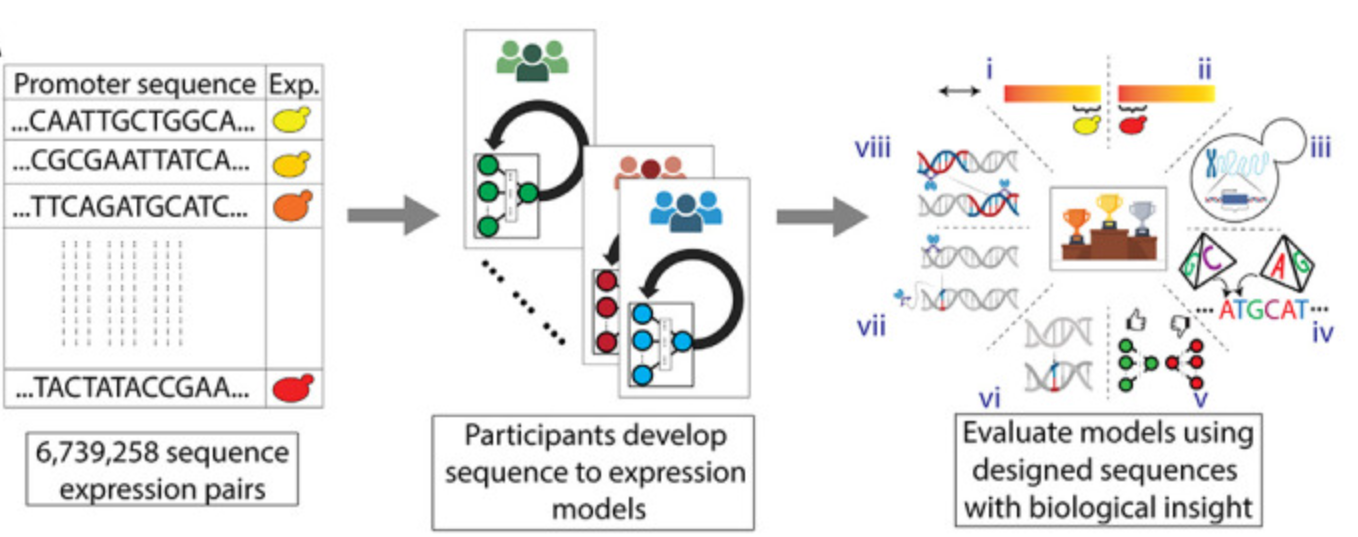 Promoter sequence Exp.
...CAATTGCTGGCA...
...CGCGAATTATCA...
...TTCAGATGCATC...
...TACTATACCGAA...
6,739,258 sequence
expression pairs
Participants develop
sequence to expression
models
i
ii
iii
iv
v
vi
vii
viii
G C
A G
... ATGCAT...
Evaluate models using
designed sequences
with biological insight